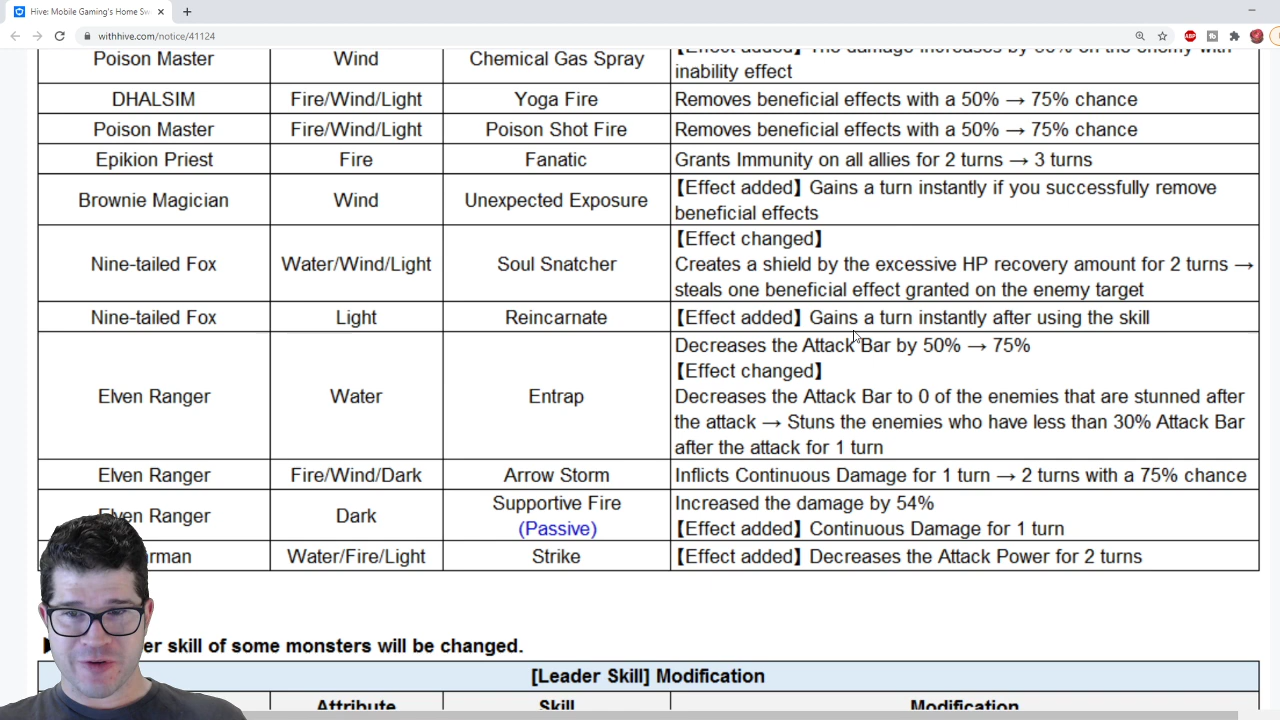 Hive: Mobile Gaming's Home Sw
withhive.com/notice/41124
Poison Master Wind Chemical Gas Spray
inability effect
DHALSIM Fire/Wind/Light Yoga Fire Removes beneficial effects with a 50% → 75% chance
Poison Master Fire/Wind/Light Poison Shot Fire Removes beneficial effects with a 50% → 75% chance
Epikion Priest Fire Fanatic Grants Immunity on all allies for 2 turns → 3 turns
Brownie Magician Wind Unexpected Exposure 【Effect added】 Gains a turn instantly if you successfully remove
beneficial effects
Nine-tailed Fox Water/Wind/Light Soul Snatcher 【Effect changed】
Creates a shield by the excessive HP recovery amount for 2 turns →
steals one beneficial effect granted on the enemy target
Nine-tailed Fox Light Reincarnate 【Effect added】 Gains a turn instantly after using the skill
Elven Ranger Water Entrap Decreases the Attack Bar by 50% → 75%
【Effect changed】
Decreases the Attack Bar to 0 of the enemies that are stunned after
the attack → Stuns the enemies who have less than 30% Attack Bar
after the attack for 1 turn
Elven Ranger Fire/Wind/Dark Arrow Storm Inflicts Continuous Damage for 1 turn → 2 turns with a 75% chance
Elven Ranger Dark Supportive Fire Increased the damage by 54%
(Passive) 【Effect added】 Continuous Damage for 1 turn
arman Water/Fire/Light Strike 【Effect added】 Decreases the Attack Power for 2 turns
er skill of some monsters will be changed.
[Leader Skill] Modification
Attribute Skill Modification